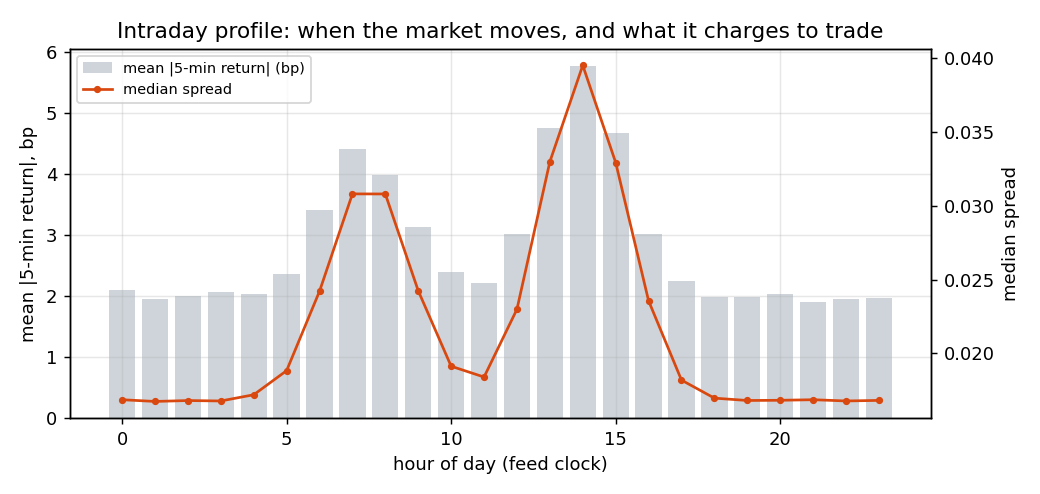 Intraday profile: when the market moves, and what it charges to trade
mean |5-min return| (bp)
median spread
mean |5-min return|, bp
6
5
4
3
2
1
0
0.040
0.035
0.030
0.025
0.020
median spread
0 5 10 15 20
hour of day (feed clock)